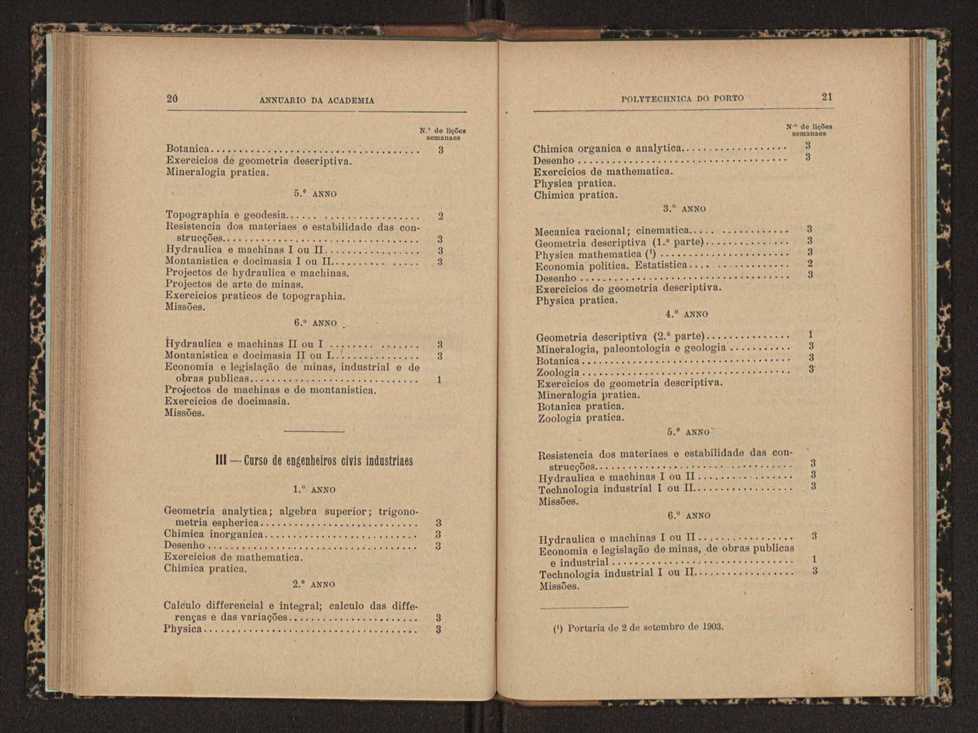 20 ANNUARIO DA ACADEMIA
N.º de lições
semanaes
Botanica.................................... 3
Exercicios de geometria descriptiva.
Mineralogia pratica.
5.º ANNO
Topographia e geodesia...................... 2
Resistencia dos materiaes e estabilidade das con-
strucções.................................. 3
Hydraulica e machinas I ou II................ 3
Montanistica e docimasia I ou II............. 3
Projectos de hydraulica e machinas.
Projectos de arte de minas.
Exercicios praticos de topographia.
Missões.
6.º ANNO
Hydraulica e machinas II ou I ............... 3
Montanistica e docimasia II ou I............. 3
Economia e legislação de minas, industrial e de
obras publicas............................. 1
Projectos de machinas e de montanistica.
Exercicios de docimasia.
Missões.
III — Curso de engenheiros civis industriaes
1.º ANNO
Geometria analytica; algebra superior; trigono-
metria espherica........................... 3
Chimica inorganica.......................... 3
Desenho .................................... 3
Exercicios de mathematica.
Chimica pratica.
2.º ANNO
Calculo differencial e integral; calculo das diffe-
renças e das variações...................... 3
Physica..................................... 3
POLYTECHNICA DO PORTO 21
N.º de lições
semanaes
Chimica organica e analytica.................. 3
Desenho .................................... 3
Exercicios de mathematica.
Physica pratica.
Chimica pratica.
3.º ANNO
Mecanica racional; cinematica................. 3
Geometria descriptiva (1.ª parte)............... 3
Physica mathematica (¹) ....................... 3
Economia politica. Estatistica.................. 2
Desenho .................................... 3
Exercicios de geometria descriptiva.
Physica pratica.
4.º ANNO
Geometria descriptiva (2.ª parte)............... 1
Mineralogia, paleontologia e geologia ........... 3
Botanica.................................... 3
Zoologia .................................... 3
Exercicios de geometria descriptiva.
Mineralogia pratica.
Botanica pratica.
Zoologia pratica.
5.º ANNO
Resistencia dos materiaes e estabilidade das con-
strucções.................................. 3
Hydraulica e machinas I ou II ................. 3
Technologia industrial I ou II.................. 3
Missões.
6.º ANNO
Hydraulica e machinas I ou II ................. 3
Economia e legislação de minas, de obras publicas
e industrial ................................ 1
Technologia industrial I ou II.................. 3
Missões.
(¹) Portaria de 2 de setembro de 1903.